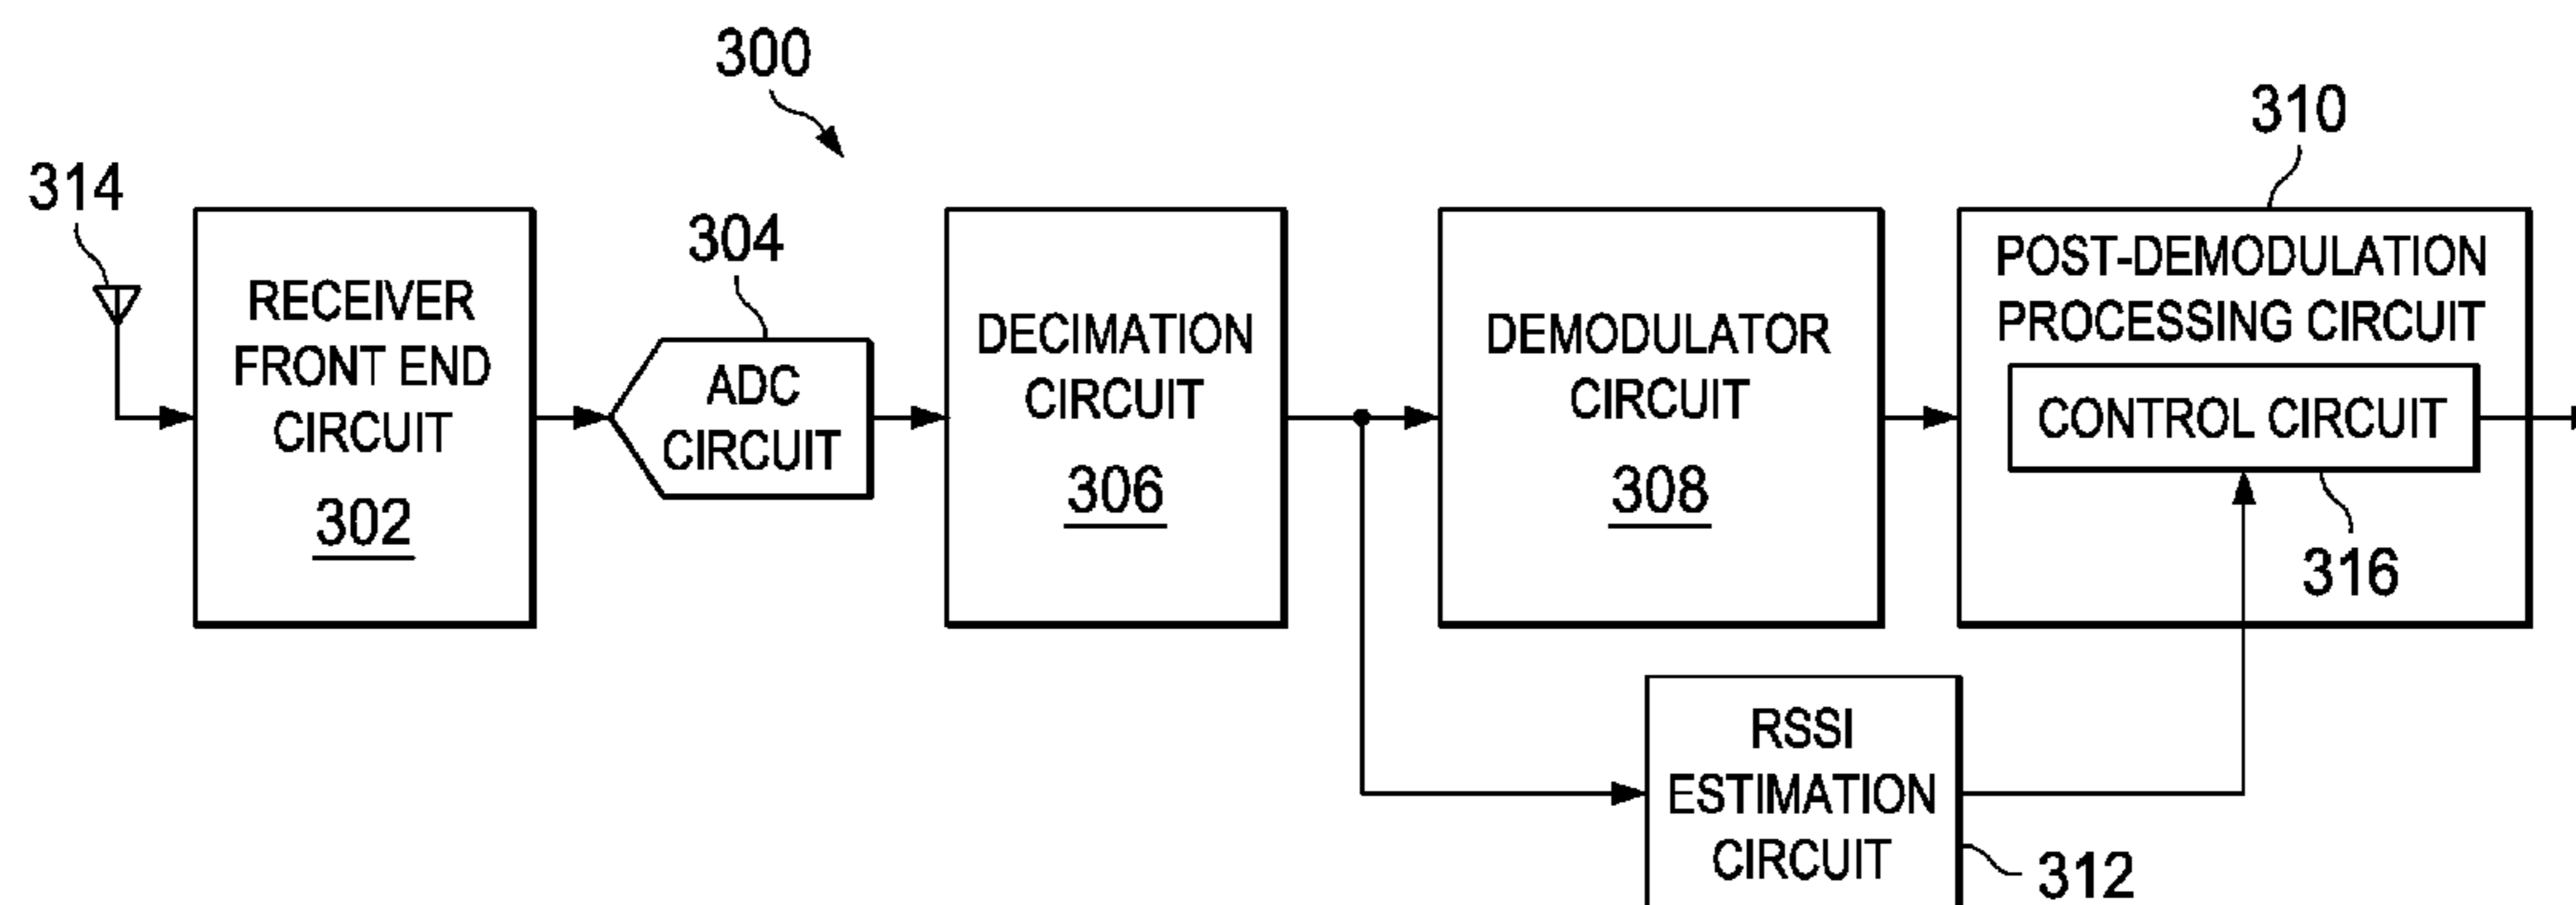 300
314
RECEIVER
FRONT END
CIRCUIT
302
304
ADC
CIRCUIT
DECIMATION
CIRCUIT
306
DEMODULATOR
CIRCUIT
308
310
POST-DEMODULATION
PROCESSING CIRCUIT
CONTROL CIRCUIT
316
RSSI
ESTIMATION
CIRCUIT
312